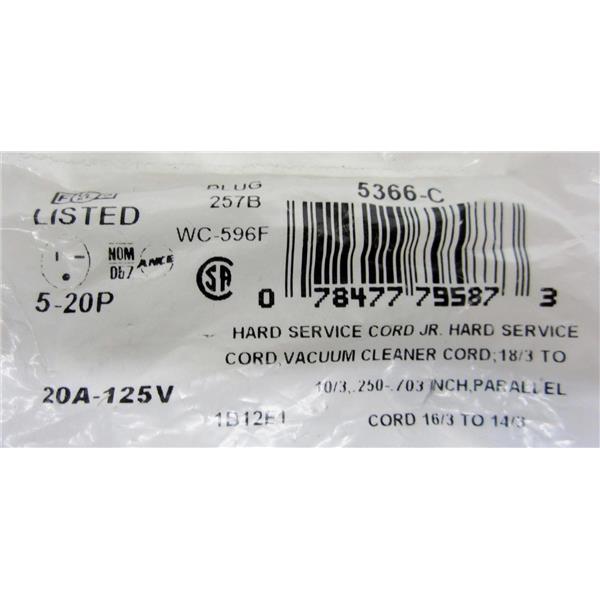 PLUG 5366-C
LISTED 257B
WC-596F
NOM
ANCE
5-20P
0 78477 79587 3
HARD SERVICE CORD JR. HARD SERVICE
CORD, VACUUM CLEANER CORD; 18/3 TO
20A-125V 10/3, .250-.703 INCH, PARALLEL
CORD 16/3 TO 14/3